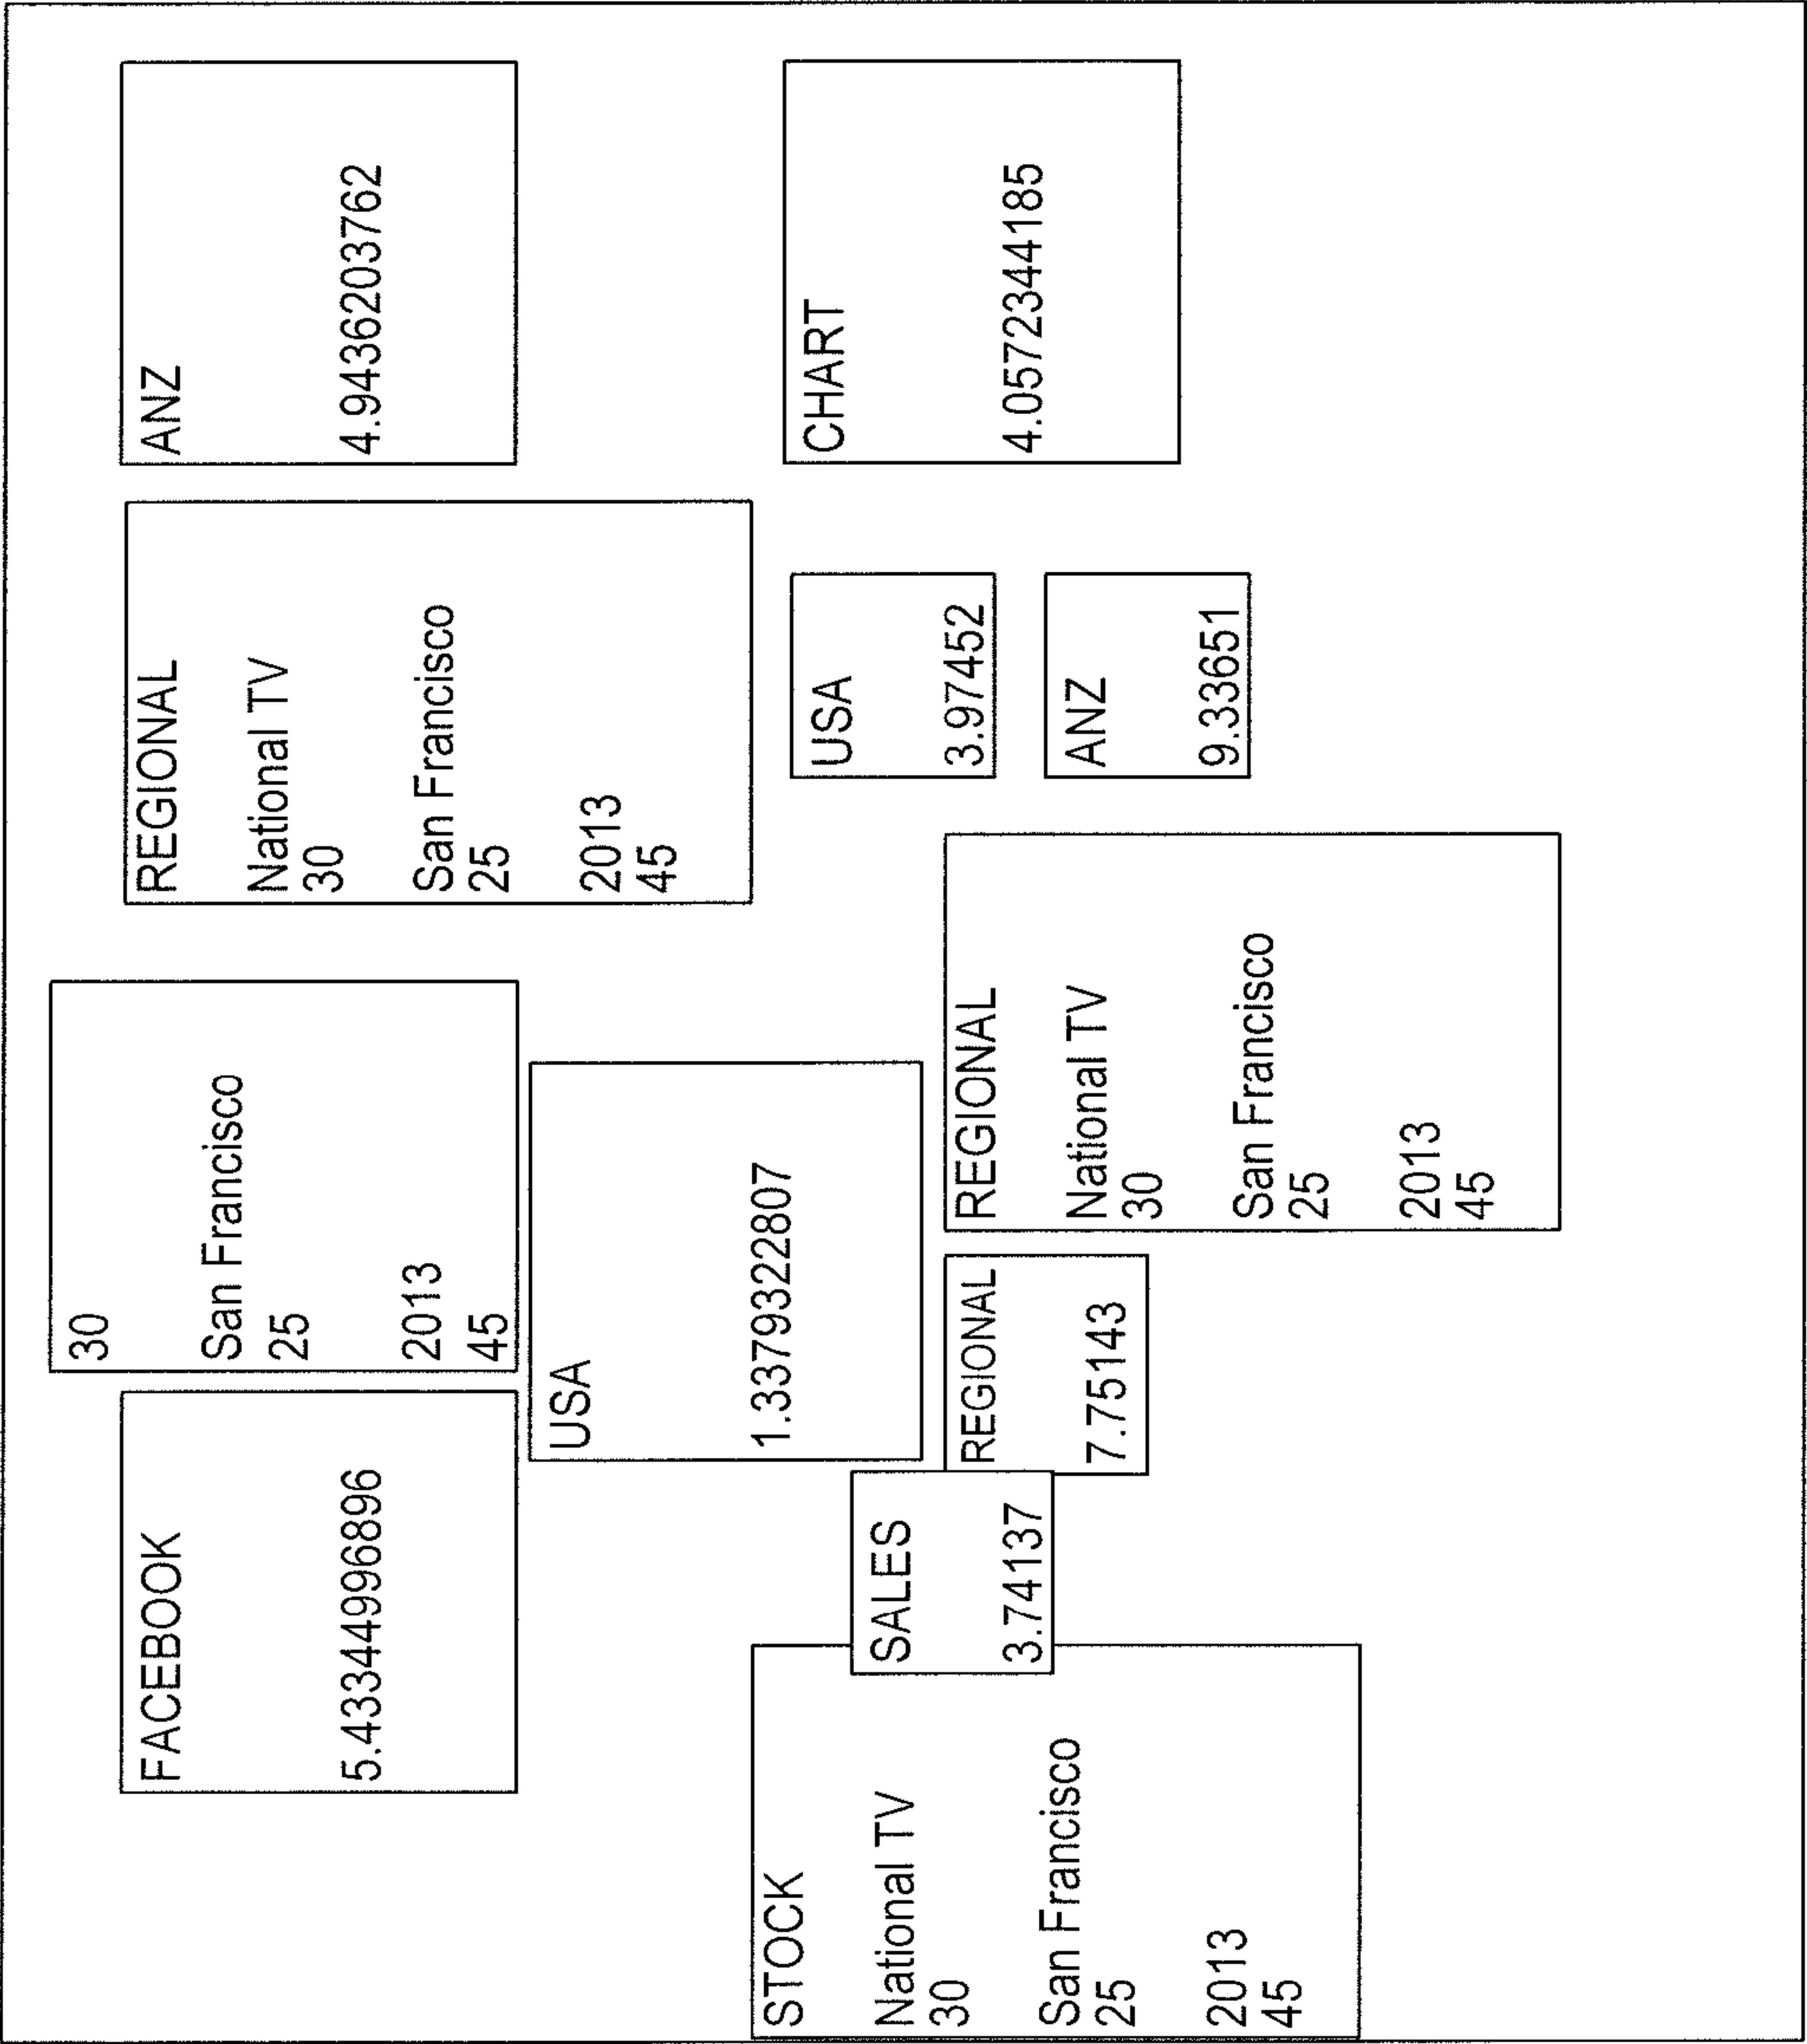 FACEBOOK
5.43344996896
30
San Francisco
25
2013
45
REGIONAL
National TV
30
San Francisco
25
2013
45
ANZ
4.9436203762
USA
1.3379322807
STOCK
National TV
30
San Francisco
25
2013
45
SALES
3.74137
REGIONAL
7.75143
REGIONAL
National TV
30
San Francisco
25
2013
45
USA
3.97452
ANZ
9.33651
CHART
4.0572344185